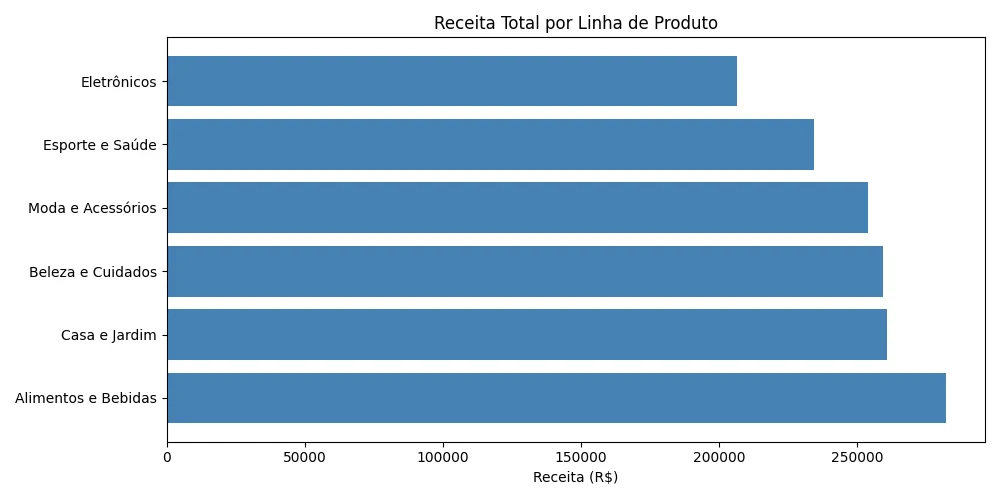 Receita Total por Linha de Produto
Eletrônicos
Esporte e Saúde
Moda e Acessórios
Beleza e Cuidados
Casa e Jardim
Alimentos e Bebidas
0 50000 100000 150000 200000 250000
Receita (R$)